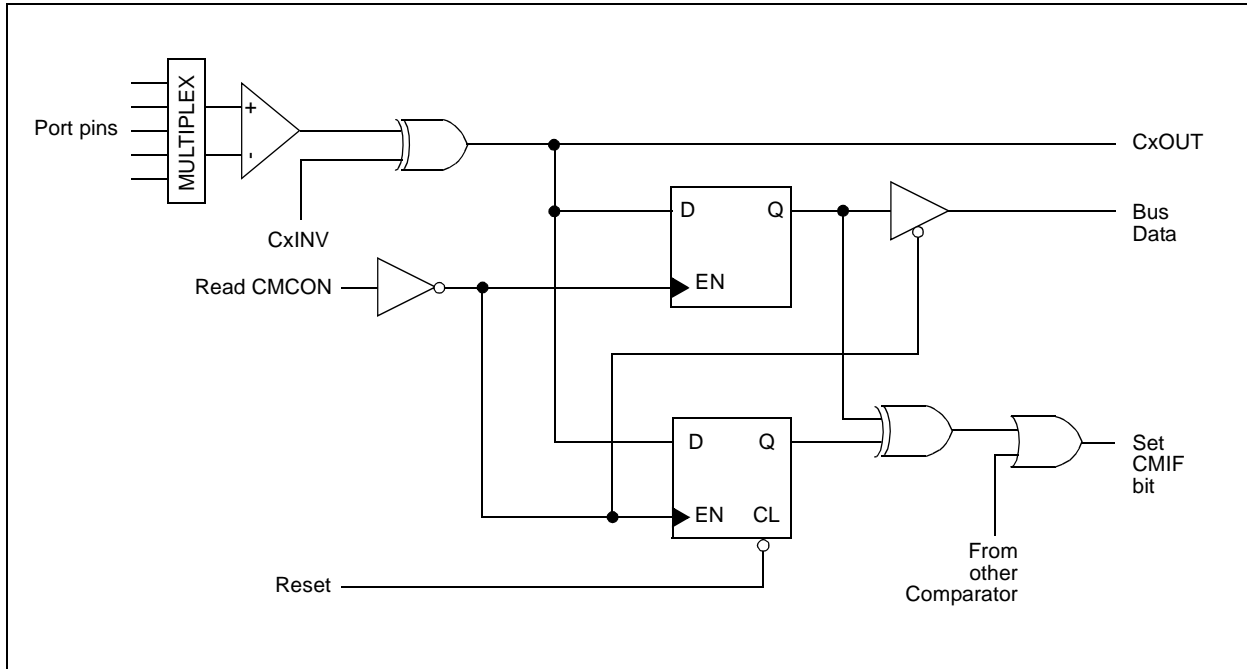 MULTIPLEX
Port pins
+
-
CxINV
CxOUT
D
Q
EN
Bus
Data
Read CMCON
D
Q
EN
CL
Set
CMIF
bit
From
other
Comparator
Reset